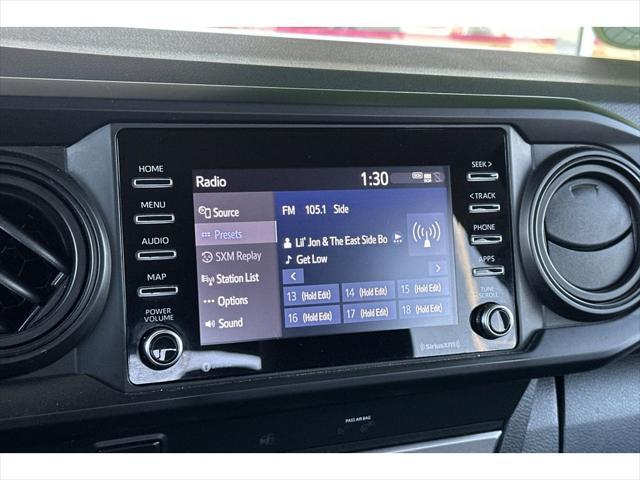 HOME
MENU
AUDIO
MAP
POWER
VOLUME
SEEK >
< TRACK
PHONE
APPS
TUNE
SCROLL
Radio
1:30
Source
Presets
SXM Replay
Station List
Options
Sound
FM 105.1 Side
Lil' Jon & The East Side Bo
Get Low
13 (Hold Edit)
14 (Hold Edit)
15 (Hold Edit)
16 (Hold Edit)
17 (Hold Edit)
18 (Hold Edit)
SiriusXM
PASS AIR BAG